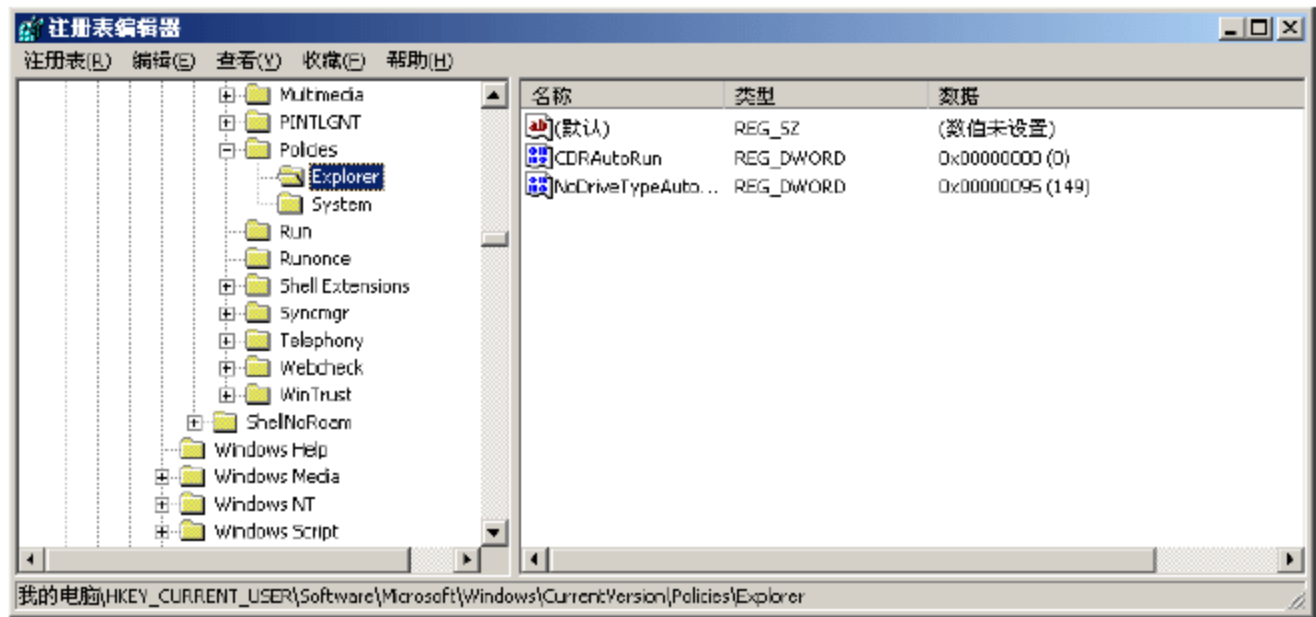 注册表编辑器
注册表(R) 编辑(E) 查看(V) 收藏(F) 帮助(H)
Multimedia
PINTLGNT
Policies
Explorer
System
Run
Runonce
Shell Extensions
Syncmgr
Telephony
Webcheck
WinTrust
ShellNoRoam
Windows Help
Windows Media
Windows NT
Windows Script
名称 类型 数据
(默认) REG_SZ (数值未设置)
CDRAutoRun REG_DWORD 0x00000000 (0)
NoDriveTypeAuto... REG_DWORD 0x00000095 (149)
我的电脑\HKEY_CURRENT_USER\Software\Microsoft\Windows\CurrentVersion\Policies\Explorer